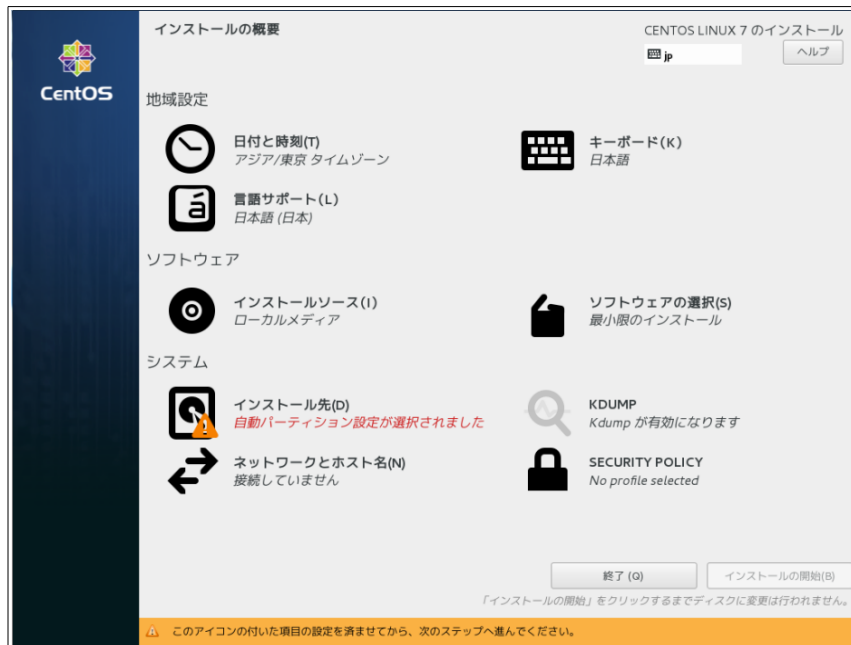 インストールの概要
CENTOS LINUX 7 のインストール
jp
ヘルプ
CentOS
地域設定
日付と時刻(T)
アジア/東京 タイムゾーン
キーボード(K)
日本語
言語サポート(L)
日本語 (日本)
ソフトウェア
インストールソース(I)
ローカルメディア
ソフトウェアの選択(S)
最小限のインストール
システム
インストール先(D)
自動パーティション設定が選択されました
KDUMP
Kdump が有効になります
ネットワークとホスト名(N)
接続していません
SECURITY POLICY
No profile selected
終了 (Q)
インストールの開始(B)
「インストールの開始」をクリックするまでディスクに変更は行われません。
このアイコンの付いた項目の設定を済ませてから、次のステップへ進んでください。